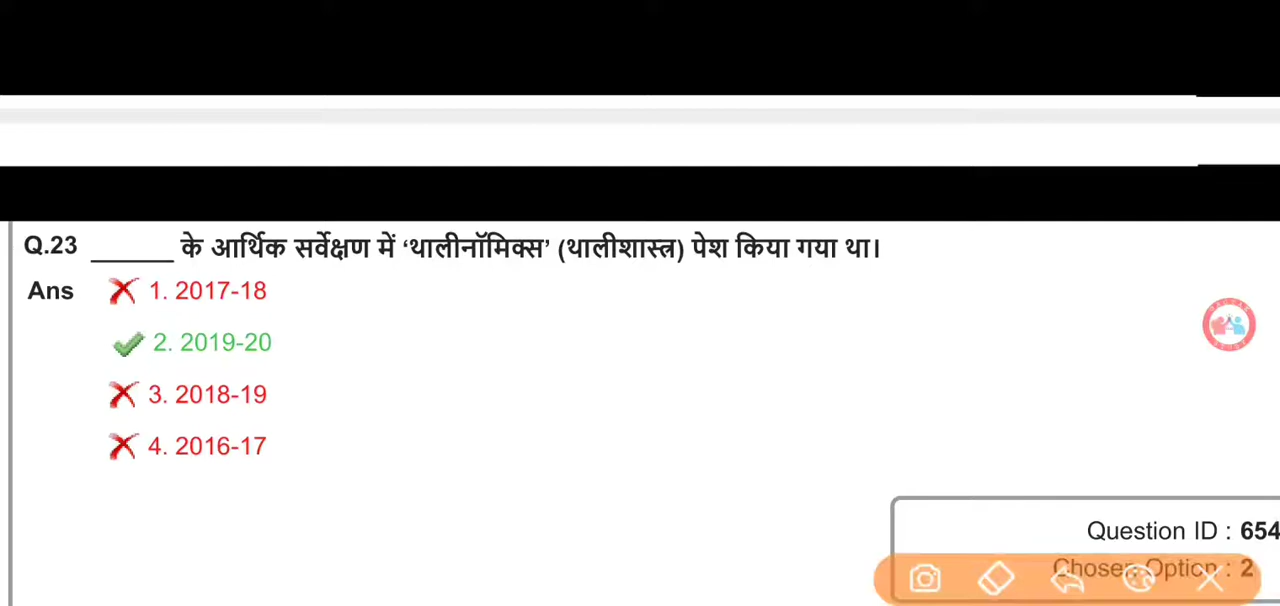 Q.23 ______ के आर्थिक सर्वेक्षण में ‘थालीनॉमिक्स’ (थालीशास्त्र) पेश किया गया था।
Ans 1. 2017-18
2. 2019-20
3. 2018-19
4. 2016-17
Question ID : 654
Chosen Option : 2